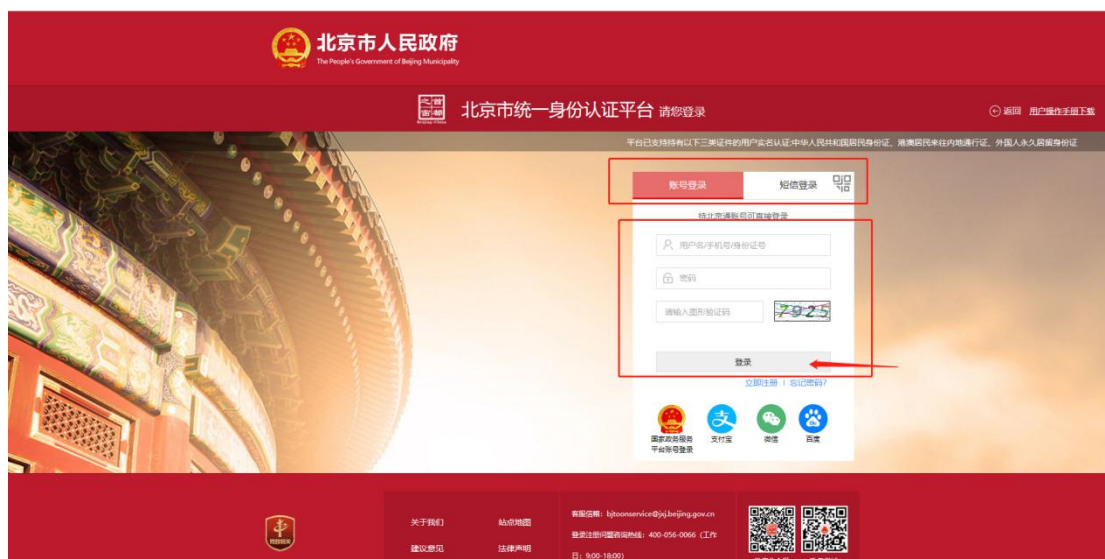 北京市人民政府
The People's Government of Beijing Municipality
首都之窗
Beijing-China
北京市统一身份认证平台 请您登录
返回 用户操作手册下载
平台已支持持有以下三类证件的用户实名认证:中华人民共和国居民身份证、港澳居民来往内地通行证、外国人永久居留身份证
账号登录 短信登录
持北京通账号可直接登录
用户名/手机号/身份证号
密码
请输入图形验证码 7925
登录
立即注册 | 忘记密码?
国家政务服务
平台账号登录
支付宝 微信 百度
关于我们 站点地图
建议意见 法律声明
客服信箱：bjtoonservice@jxj.beijing.gov.cn
登录注册问题咨询热线：400-056-0066（工作
日：9:00-18:00）
党政机关